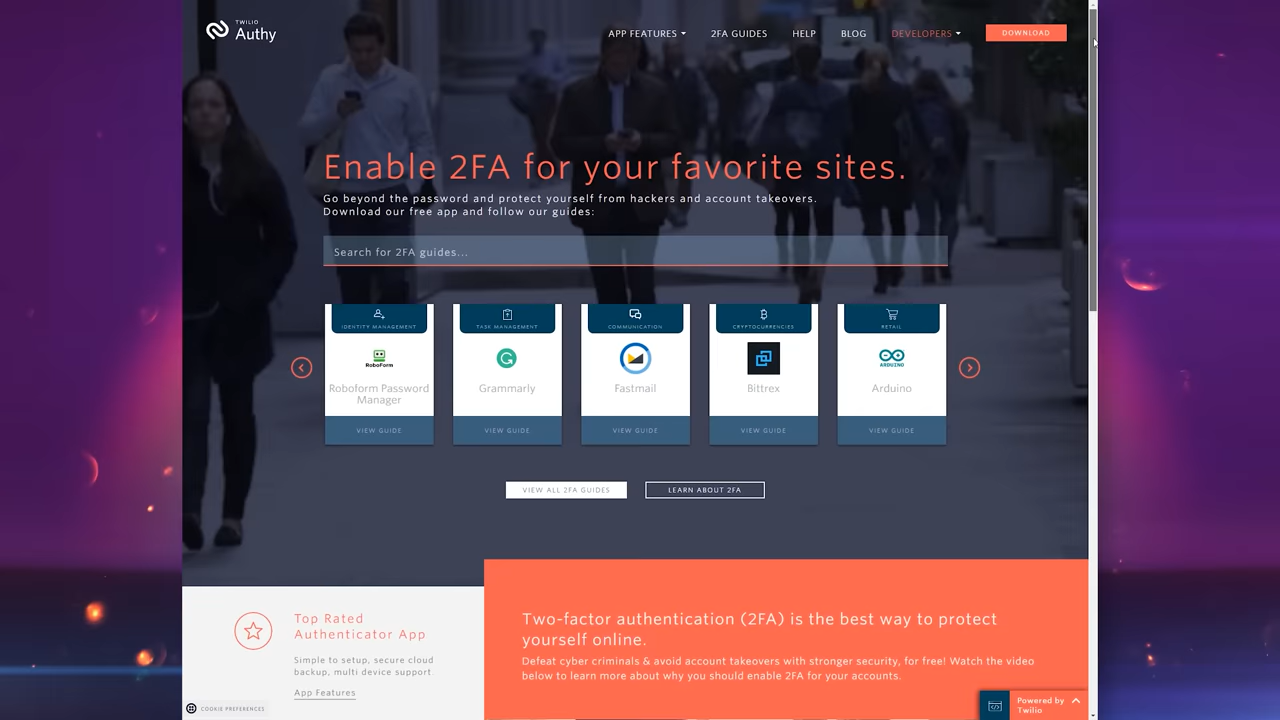 TWILIO
Authy
APP FEATURES
2FA GUIDES
HELP
BLOG
DEVELOPERS
DOWNLOAD
Enable 2FA for your favorite sites.
Go beyond the password and protect yourself from hackers and account takeovers.
Download our free app and follow our guides:
Search for 2FA guides...
IDENTITY MANAGEMENT
RoboForm
Roboform Password
Manager
VIEW GUIDE
TASK MANAGEMENT
Grammarly
VIEW GUIDE
COMMUNICATION
Fastmail
VIEW GUIDE
CRYPTOCURRENCIES
Bittrex
VIEW GUIDE
RETAIL
ARDUINO
Arduino
VIEW GUIDE
VIEW ALL 2FA GUIDES
LEARN ABOUT 2FA
Top Rated
Authenticator App
Simple to setup, secure cloud
backup, multi device support.
App Features
Two-factor authentication (2FA) is the best way to protect
yourself online.
Defeat cyber criminals & avoid account takeovers with stronger security, for free! Watch the video
below to learn more about why you should enable 2FA for your accounts.
COOKIE PREFERENCES
Powered by
Twilio